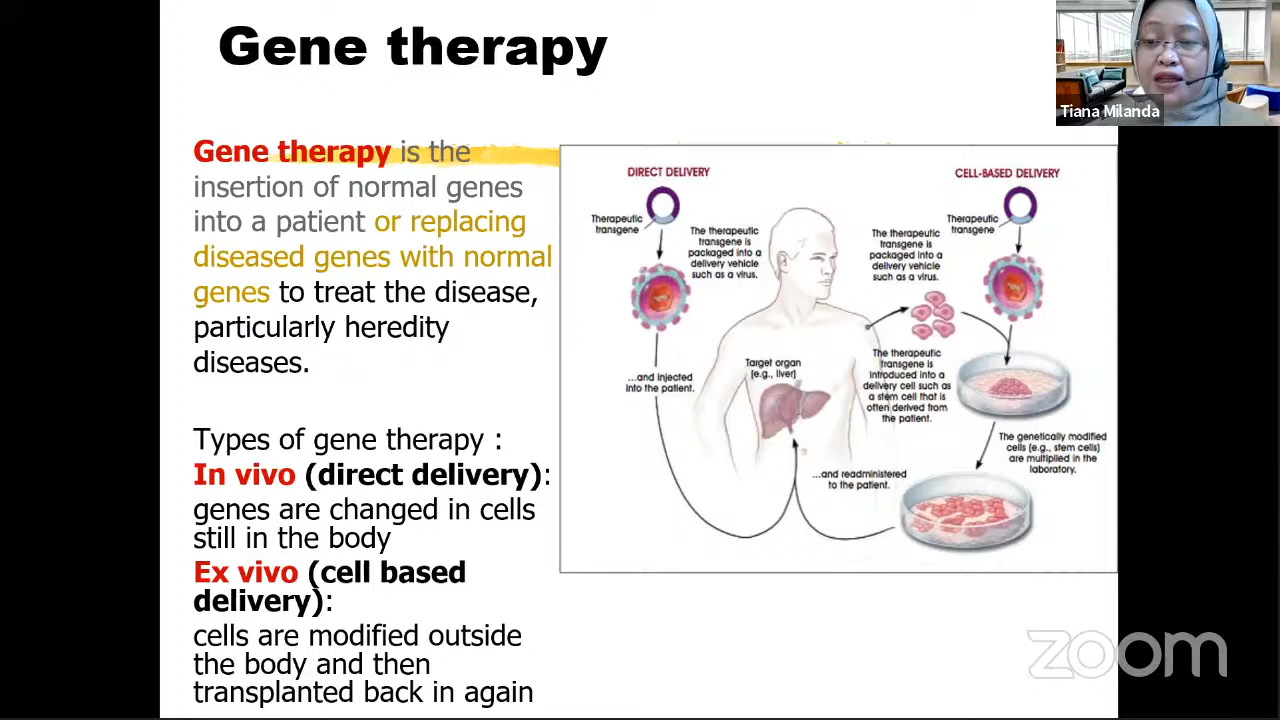 Gene therapy
Tiana Milanda
Gene therapy is the
insertion of normal genes
into a patient or replacing
diseased genes with normal
genes to treat the disease,
particularly heredity
diseases.
Types of gene therapy :
In vivo (direct delivery):
genes are changed in cells
still in the body
Ex vivo (cell based
delivery):
cells are modified outside
the body and then
transplanted back in again
DIRECT DELIVERY
Therapeutic
transgene
The therapeutic
transgene is
packaged into a
delivery vehicle
such as a virus.
...and injected
into the patient.
Target organ
(e.g., liver)
CELL-BASED DELIVERY
Therapeutic
transgene
The therapeutic
transgene is
packaged into a
delivery vehicle
such as a virus.
The therapeutic
transgene is
introduced into a
delivery cell such as
a stem cell that is
often derived from
the patient.
The genetically modified
cells (e.g., stem cells)
are multiplied in the
laboratory.
...and readministered
to the patient.
zoom